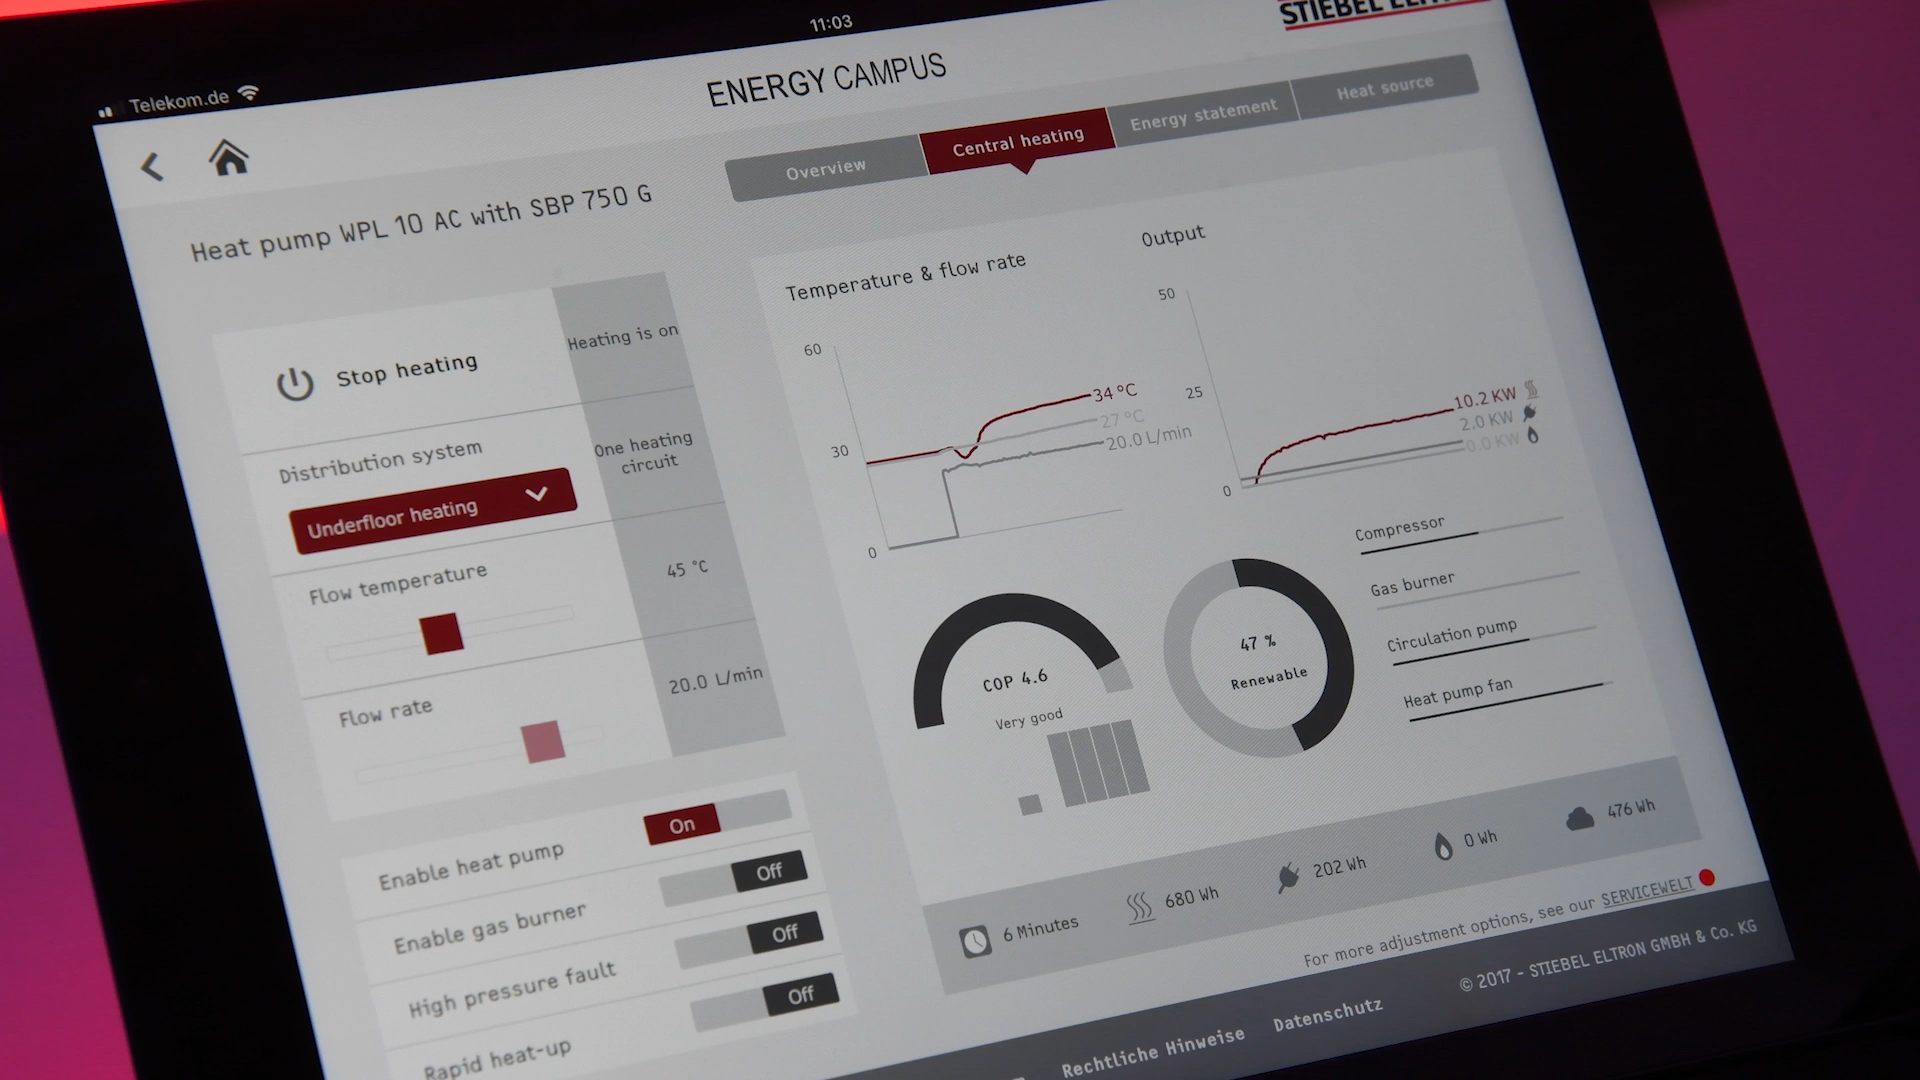 11:03
Telekom.de
STIEBEL ELTRON
ENERGY CAMPUS
Overview
Central heating
Energy statement
Heat source
Heat pump WPL 10 AC with SBP 750 G
Stop heating
Heating is on
Distribution system
Underfloor heating
One heating
circuit
Flow temperature
45 °C
Flow rate
20.0 L/min
Enable heat pump
On
Enable gas burner
Off
High pressure fault
Off
Rapid heat-up
Off
Temperature & flow rate
60
30
0
34 °C
27 °C
20.0 L/min
Output
50
25
0
10.2 KW
2.0 KW
0.0 KW
COP 4.6
Very good
47 %
Renewable
Compressor
Gas burner
Circulation pump
Heat pump fan
6 Minutes
680 Wh
202 Wh
0 Wh
476 Wh
For more adjustment options, see our SERVICEWELT
© 2017 - STIEBEL ELTRON GMBH & Co. KG
Rechtliche Hinweise
Datenschutz